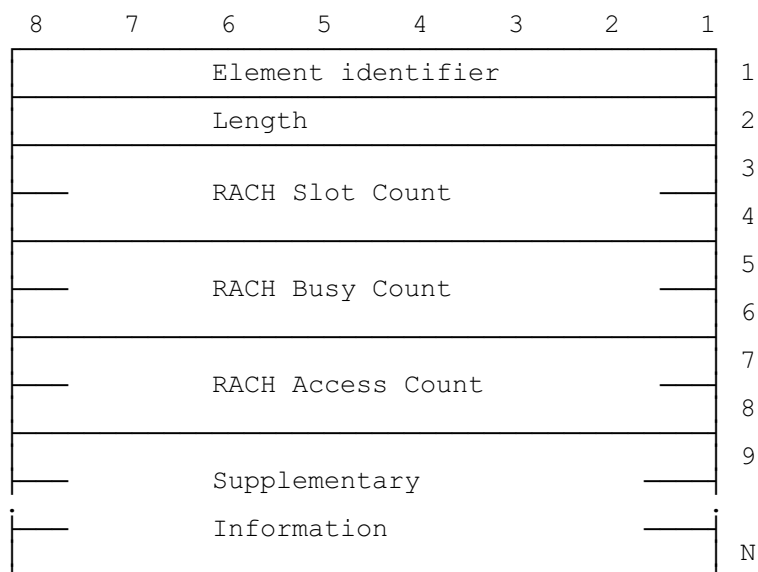 8 7 6 5 4 3 2 1
Element identifier 1
Length 2
3
RACH Slot Count
4
5
RACH Busy Count
6
7
RACH Access Count
8
9
Supplementary
Information
N